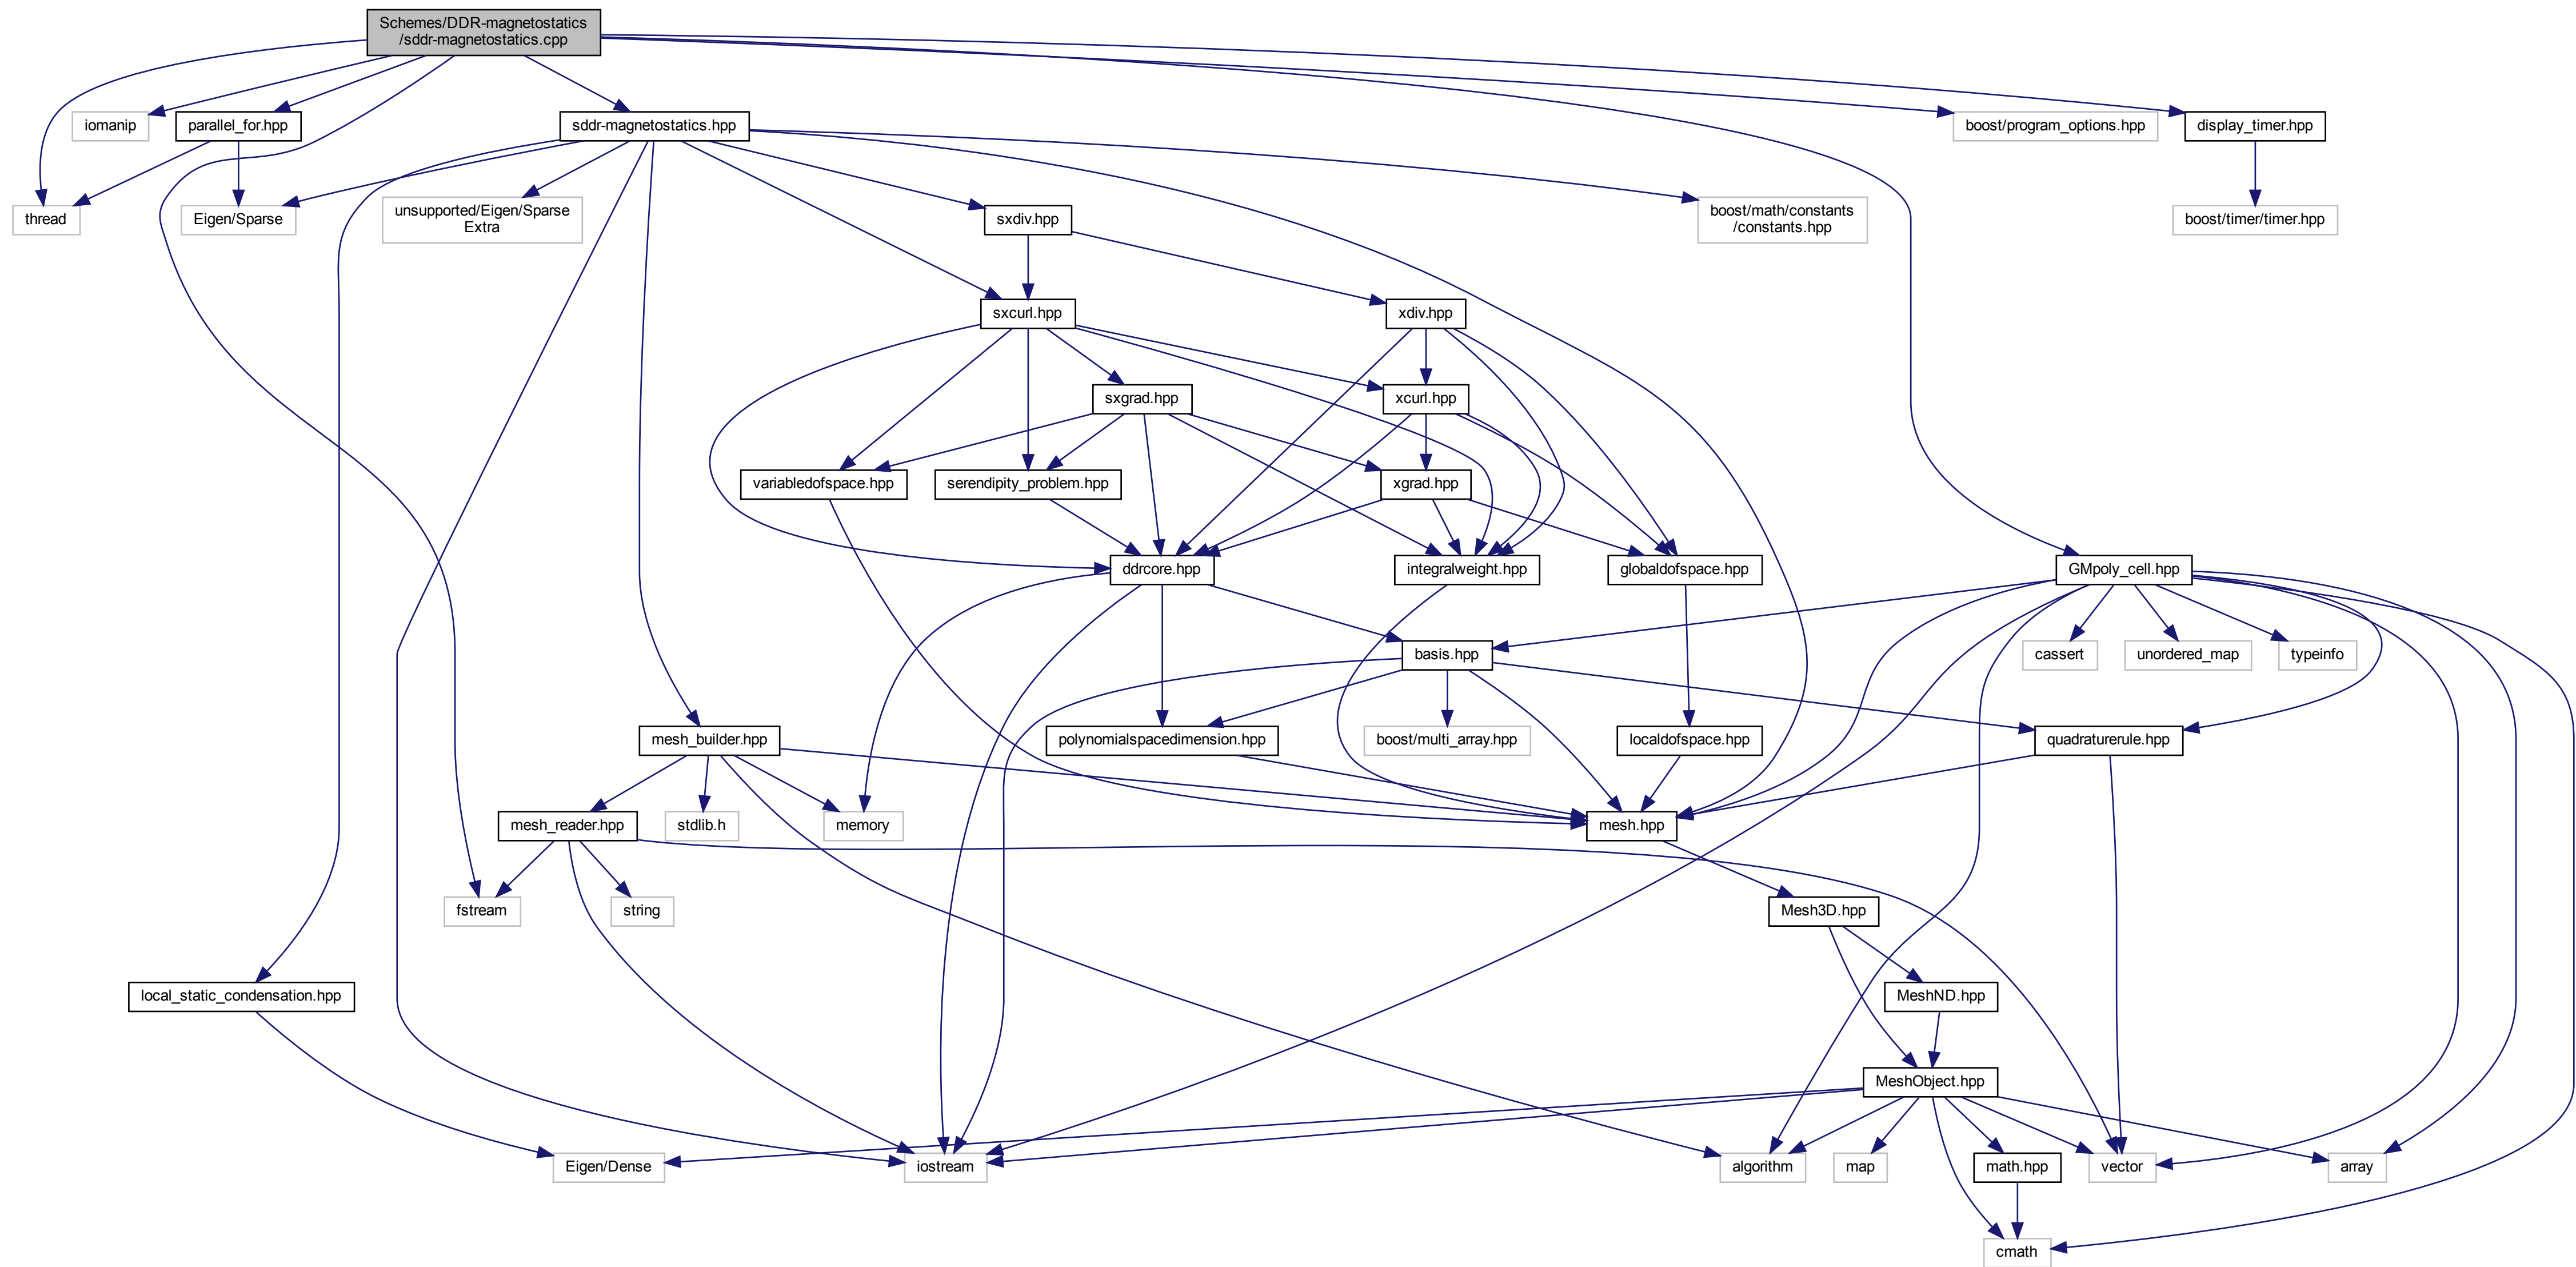 Schemes/DDR-magnetostatics
/sddr-magnetostatics.cpp
iomanip
parallel_for.hpp
sddr-magnetostatics.hpp
boost/program_options.hpp
display_timer.hpp
thread
Eigen/Sparse
unsupported/Eigen/Sparse
Extra
sxdiv.hpp
boost/math/constants
/constants.hpp
boost/timer/timer.hpp
sxcurl.hpp
xdiv.hpp
sxgrad.hpp
xcurl.hpp
variabledofspace.hpp
serendipity_problem.hpp
xgrad.hpp
ddrcore.hpp
integralweight.hpp
globaldofspace.hpp
GMpoly_cell.hpp
basis.hpp
cassert
unordered_map
typeinfo
mesh_builder.hpp
polynomialspacedimension.hpp
boost/multi_array.hpp
localdofspace.hpp
quadraturerule.hpp
mesh_reader.hpp
stdlib.h
memory
mesh.hpp
fstream
string
Mesh3D.hpp
local_static_condensation.hpp
MeshND.hpp
MeshObject.hpp
Eigen/Dense
iostream
algorithm
map
math.hpp
vector
array
cmath